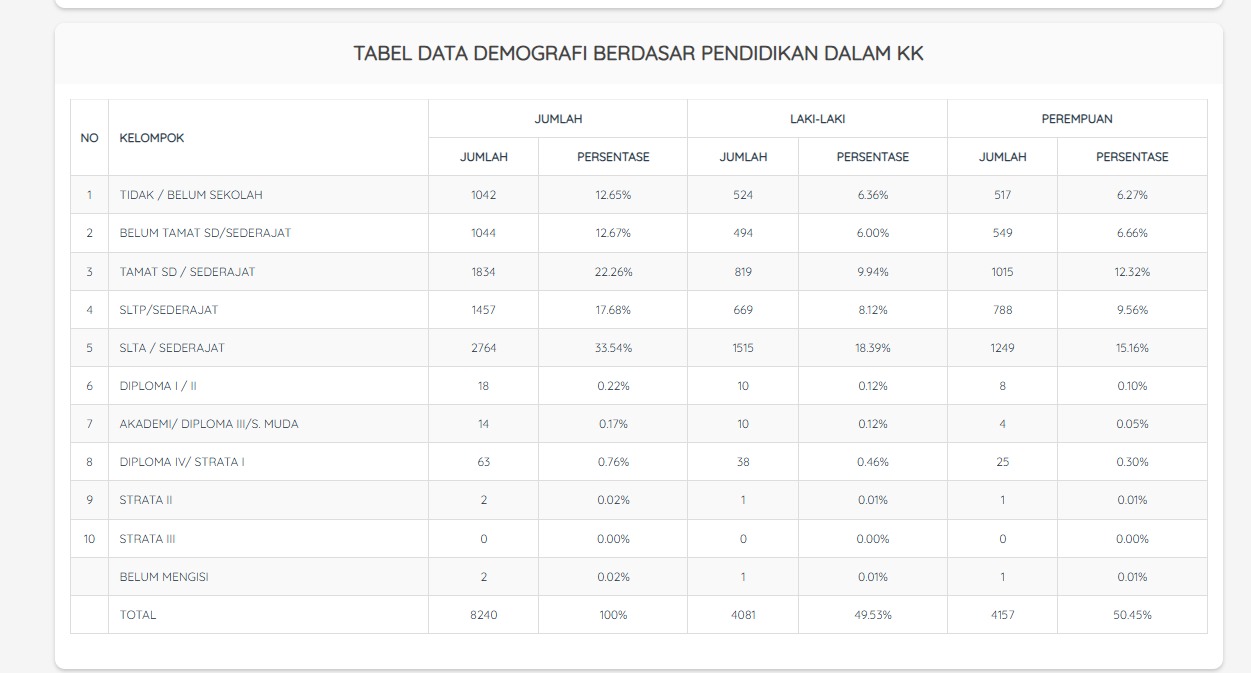 TABEL DATA DEMOGRAFI BERDASAR PENDIDIKAN DALAM KK
NO KELOMPOK JUMLAH LAKI-LAKI PEREMPUAN
JUMLAH PERSENTASE JUMLAH PERSENTASE JUMLAH PERSENTASE
1 TIDAK / BELUM SEKOLAH 1042 12.65% 524 6.36% 517 6.27%
2 BELUM TAMAT SD/SEDERAJAT 1044 12.67% 494 6.00% 549 6.66%
3 TAMAT SD / SEDERAJAT 1834 22.26% 819 9.94% 1015 12.32%
4 SLTP/SEDERAJAT 1457 17.68% 669 8.12% 788 9.56%
5 SLTA / SEDERAJAT 2764 33.54% 1515 18.39% 1249 15.16%
6 DIPLOMA I / II 18 0.22% 10 0.12% 8 0.10%
7 AKADEMI/ DIPLOMA III/S. MUDA 14 0.17% 10 0.12% 4 0.05%
8 DIPLOMA IV/ STRATA I 63 0.76% 38 0.46% 25 0.30%
9 STRATA II 2 0.02% 1 0.01% 1 0.01%
10 STRATA III 0 0.00% 0 0.00% 0 0.00%
BELUM MENGISI 2 0.02% 1 0.01% 1 0.01%
TOTAL 8240 100% 4081 49.53% 4157 50.45%